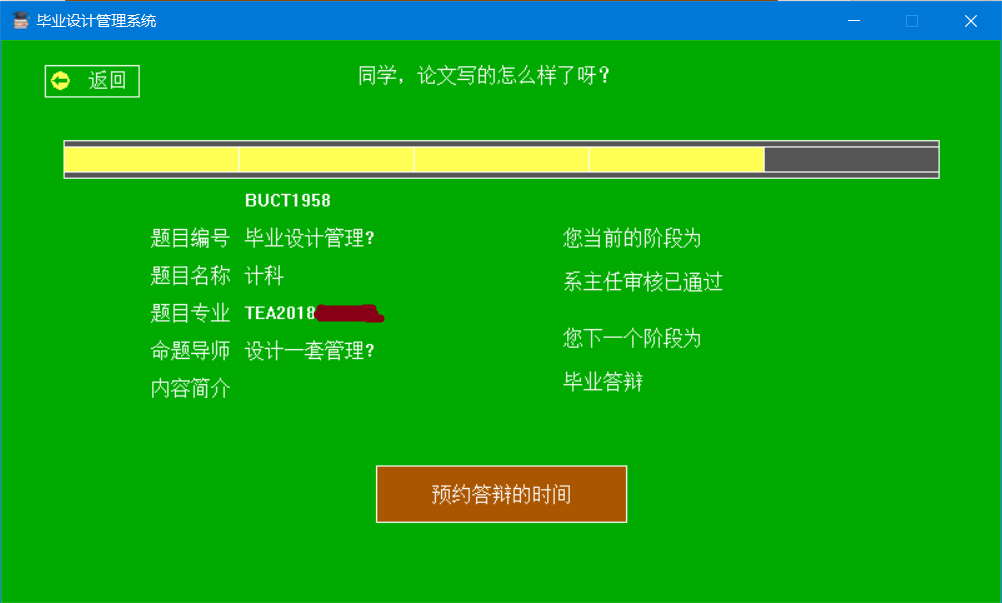 毕业设计管理系统
返回
同学，论文写的怎么样了呀？
BUCT1958
题目编号 毕业设计管理?
题目名称 计科
题目专业 TEA2018
命题导师 设计一套管理?
内容简介
您当前的阶段为
系主任审核已通过
您下一个阶段为
毕业答辩
预约答辩的时间